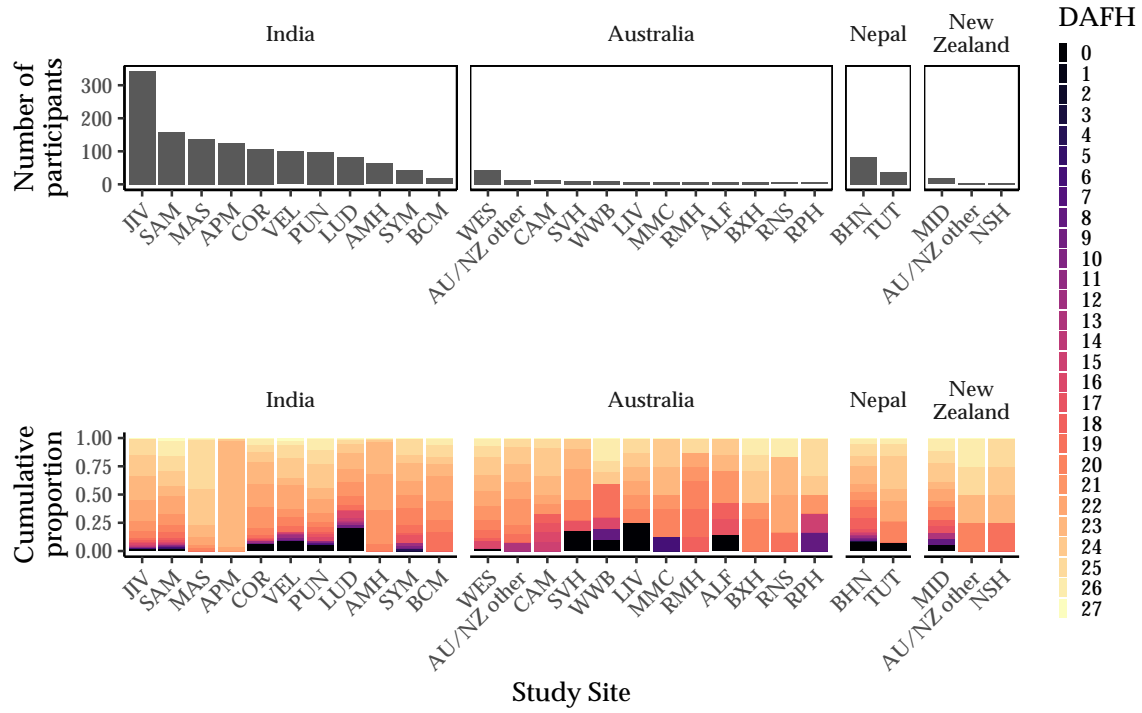 India
Australia
Nepal
New
Zealand
Number of
participants
300
200
100
0
JIV
SAM
MAS
APM
COR
VEL
PUN
LUD
AMH
SYM
BCM
WES
AU/NZ other
CAM
SVH
WWB
LIV
MMC
RMH
ALF
BXH
RNS
RPH
BHN
TUT
MID
AU/NZ other
NSH
India
Australia
Nepal
New
Zealand
Cumulative
proportion
1.00
0.75
0.50
0.25
0.00
JIV
SAM
MAS
APM
COR
VEL
PUN
LUD
AMH
SYM
BCM
WES
AU/NZ other
CAM
SVH
WWB
LIV
MMC
RMH
ALF
BXH
RNS
RPH
BHN
TUT
MID
AU/NZ other
NSH
Study Site
DAFH
0
1
2
3
4
5
6
7
8
9
10
11
12
13
14
15
16
17
18
19
20
21
22
23
24
25
26
27